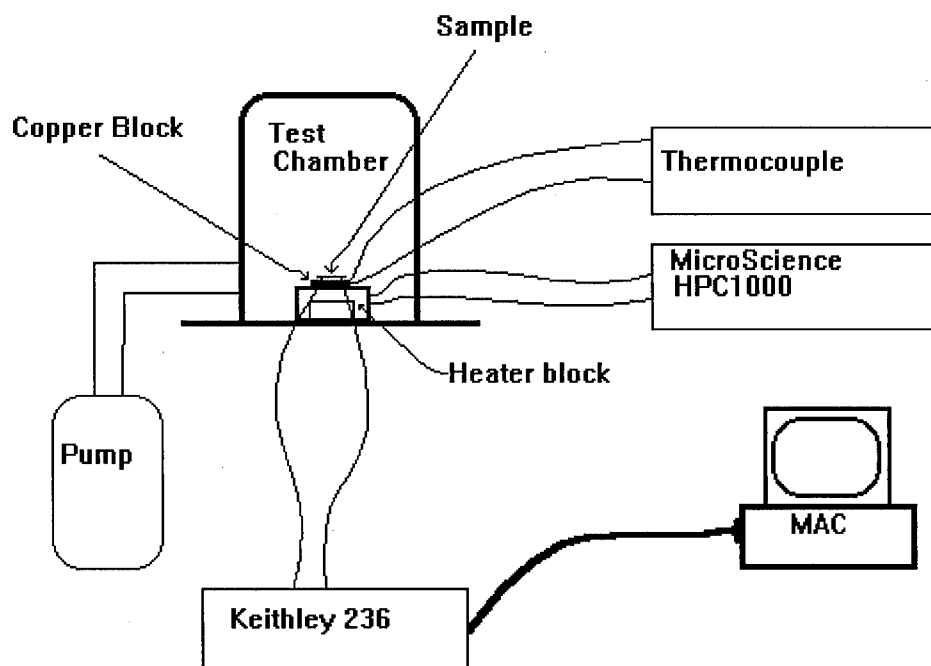 Sample
Copper Block
Test
Chamber
Thermocouple
MicroScience
HPC1000
Heater block
Pump
MAC
Keithley 236